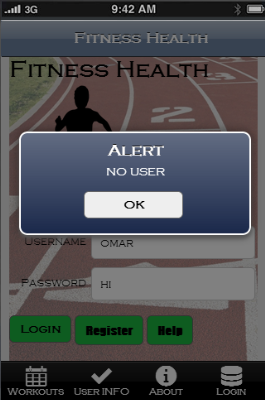 3G 9:42 AM
Fitness Health
Fitness Health
Alert
NO USER
OK
Username OMAR
Password HI
Login Register Help
Workouts User INFO About Login